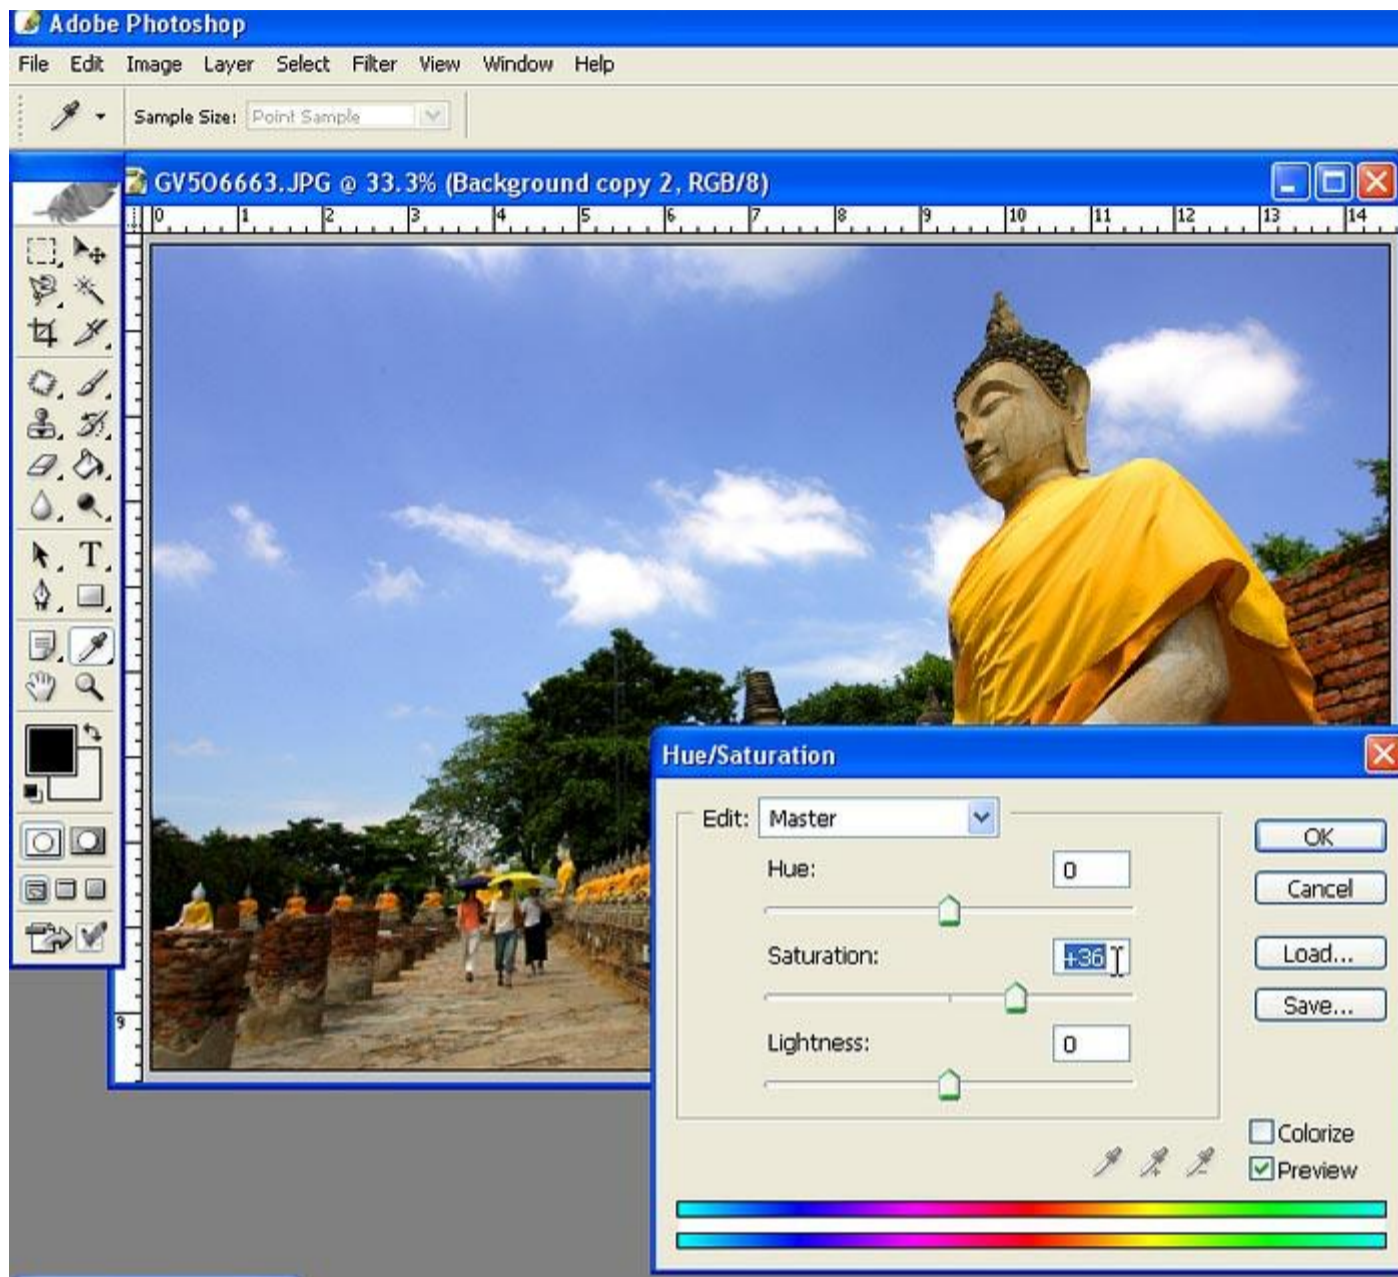 Adobe Photoshop
File Edit Image Layer Select Filter View Window Help
Sample Size: Point Sample
GV5O6663.JPG @ 33.3% (Background copy 2, RGB/8)
0 1 2 3 4 5 6 7 8 9 10 11 12 13 14
T
9
Hue/Saturation
Edit: Master
OK
Hue: 0
Cancel
Saturation: +36
Load...
Save...
Lightness: 0
Colorize
Preview